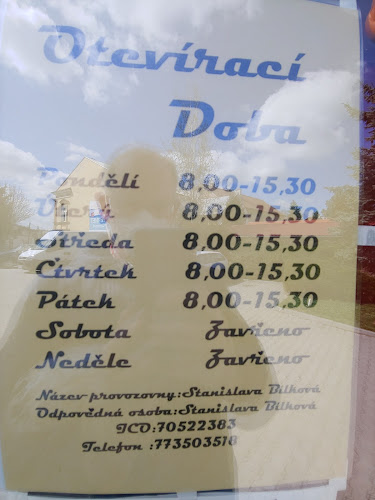 Otevírací
Doba
Pondělí 8,00-15,30
Úterý 8,00-15,30
Středa 8,00-15,30
Čtvrtek 8,00-15,30
Pátek 8,00-15,30
Sobota Zavřeno
Neděle Zavřeno
Název provozovny:Stanislava Bílková
Odpovědná osoba:Stanislava Bílková
ICO:70522383
Telefon :773503518